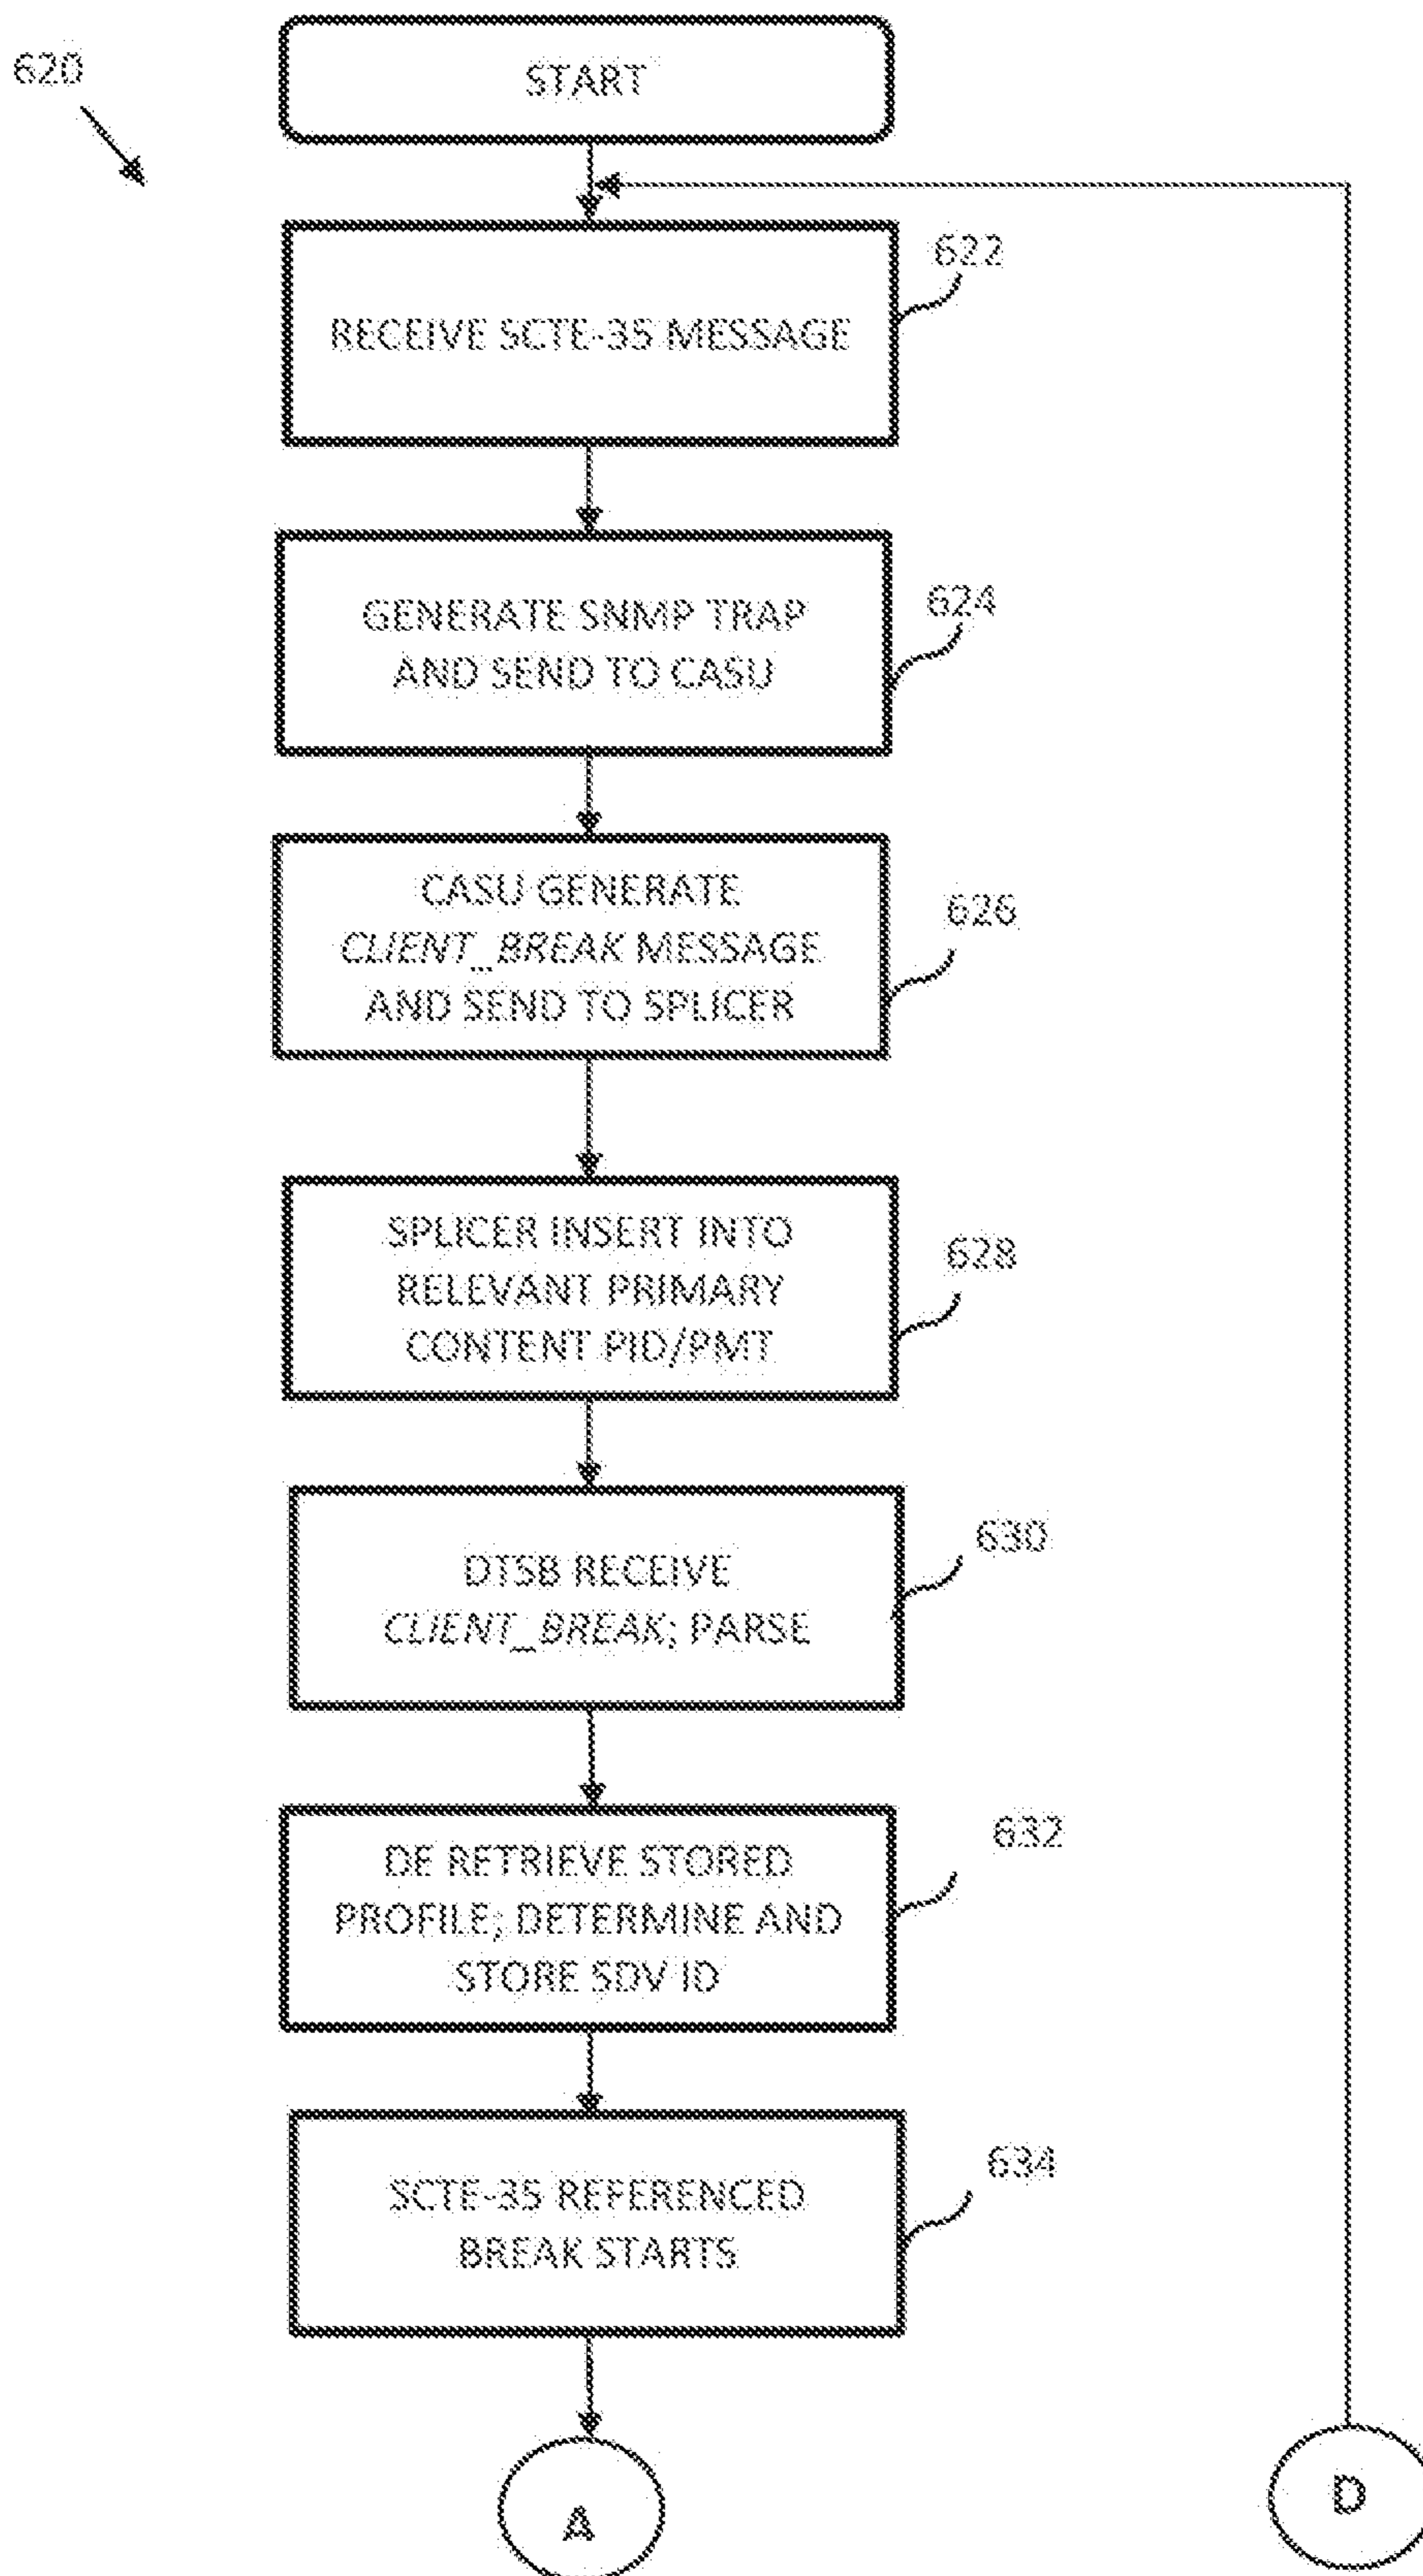 620
START
622
RECEIVE SCTE-35 MESSAGE
624
GENERATE SNMP TRAP
AND SEND TO CASU
626
CASU GENERATE
CLIENT_BREAK MESSAGE
AND SEND TO SPLICER
628
SPLICER INSERT INTO
RELEVANT PRIMARY
CONTENT PID/PMT
630
DTSB RECEIVE
CLIENT_BREAK; PARSE
632
DE RETRIEVE STORED
PROFILE; DETERMINE AND
STORE SDV ID
634
SCTE-35 REFERENCED
BREAK STARTS
A
D